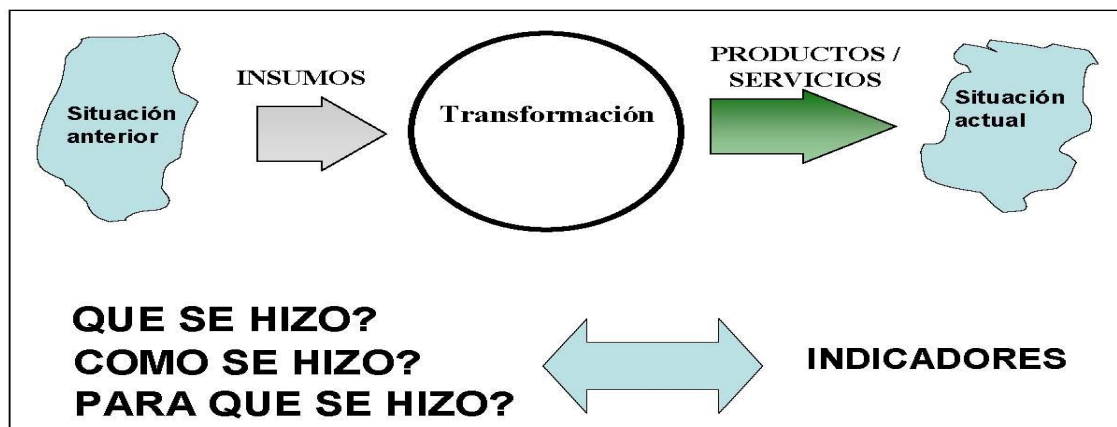 Situación
anterior
INSUMOS
Transformación
PRODUCTOS /
SERVICIOS
Situación
actual
QUE SE HIZO?
COMO SE HIZO?
PARA QUE SE HIZO?
INDICADORES